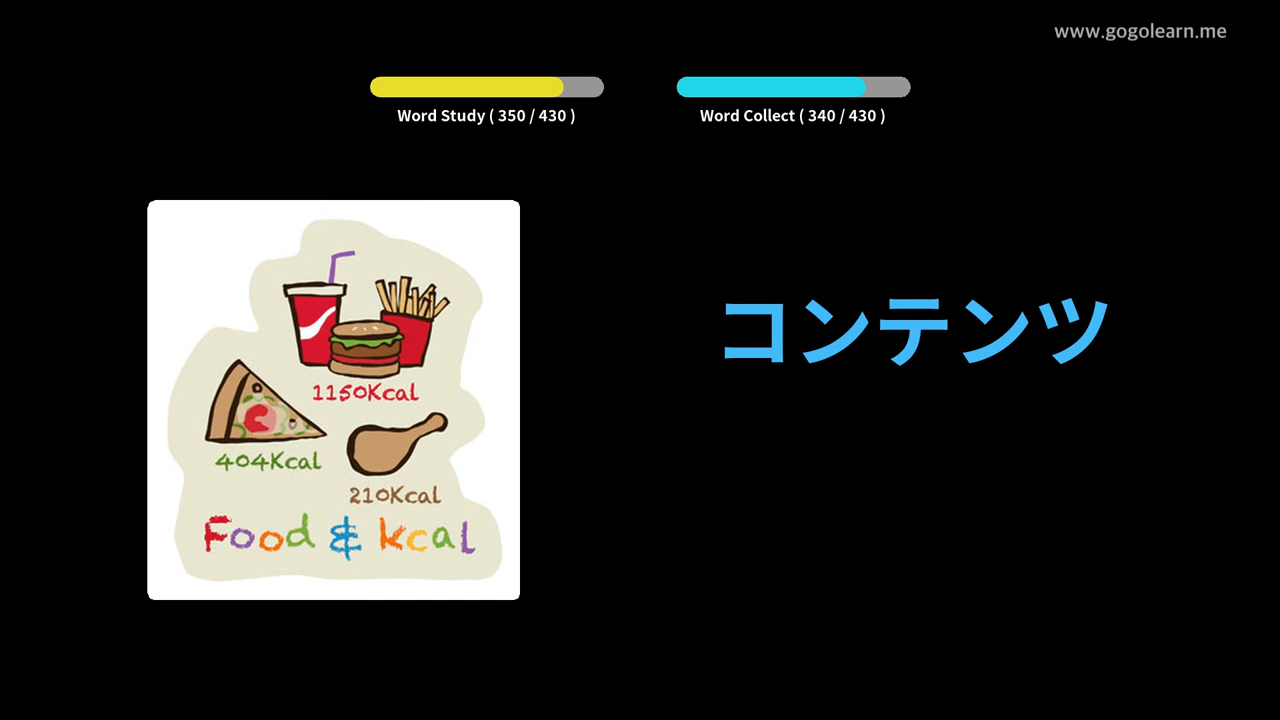 www.gogolearn.me
Word Study ( 350 / 430 )
Word Collect ( 340 / 430 )
1150Kcal
404Kcal
210Kcal
Food & kcal
コンテンツ